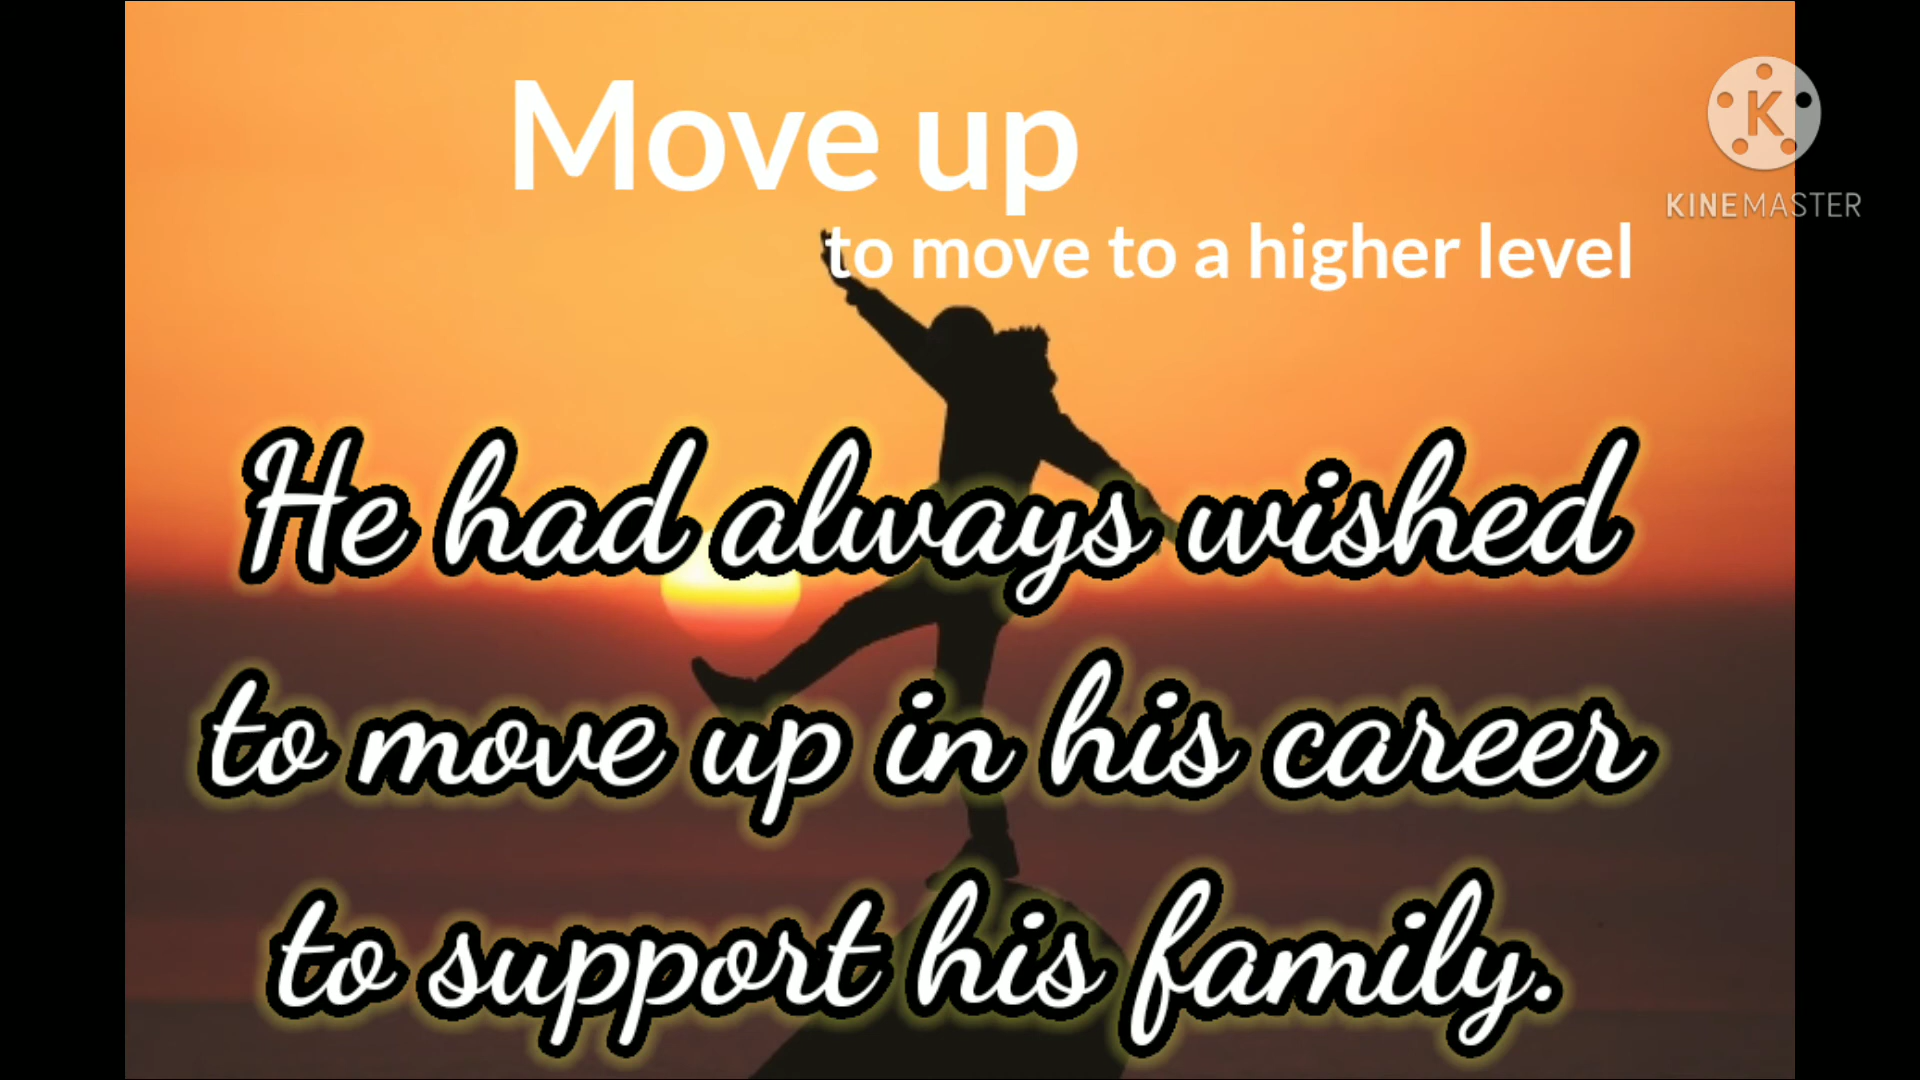 Move up
to move to a higher level
K
KINEMASTER
He had always wished
to move up in his career
to support his family.